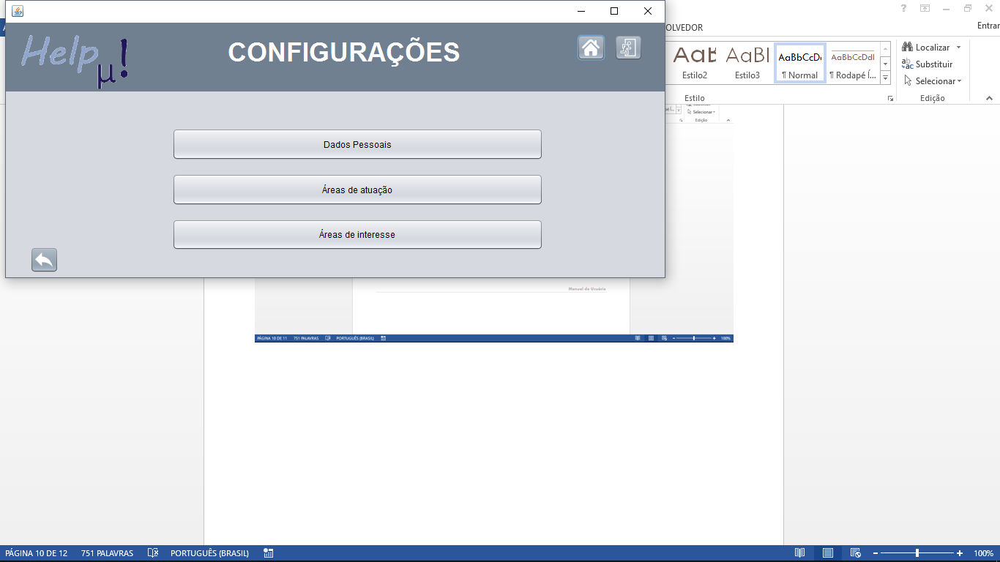 Help μ!
CONFIGURAÇÕES
Dados Pessoais
Áreas de atuação
Áreas de interesse
OLVEDOR
Entrar
AaB AaBl AaBbCcD AaBbCcDdl
Estilo2 Estilo3 ¶ Normal ¶ Rodapé Í...
Estilo
Localizar
Substituir
Selecionar
Edição
Selecionar
Edição
Manual do Usuário
PÁGINA 10 DE 11 751 PALAVRAS PORTUGUÊS (BRASIL) 100%
PÁGINA 10 DE 12 751 PALAVRAS PORTUGUÊS (BRASIL) 100%